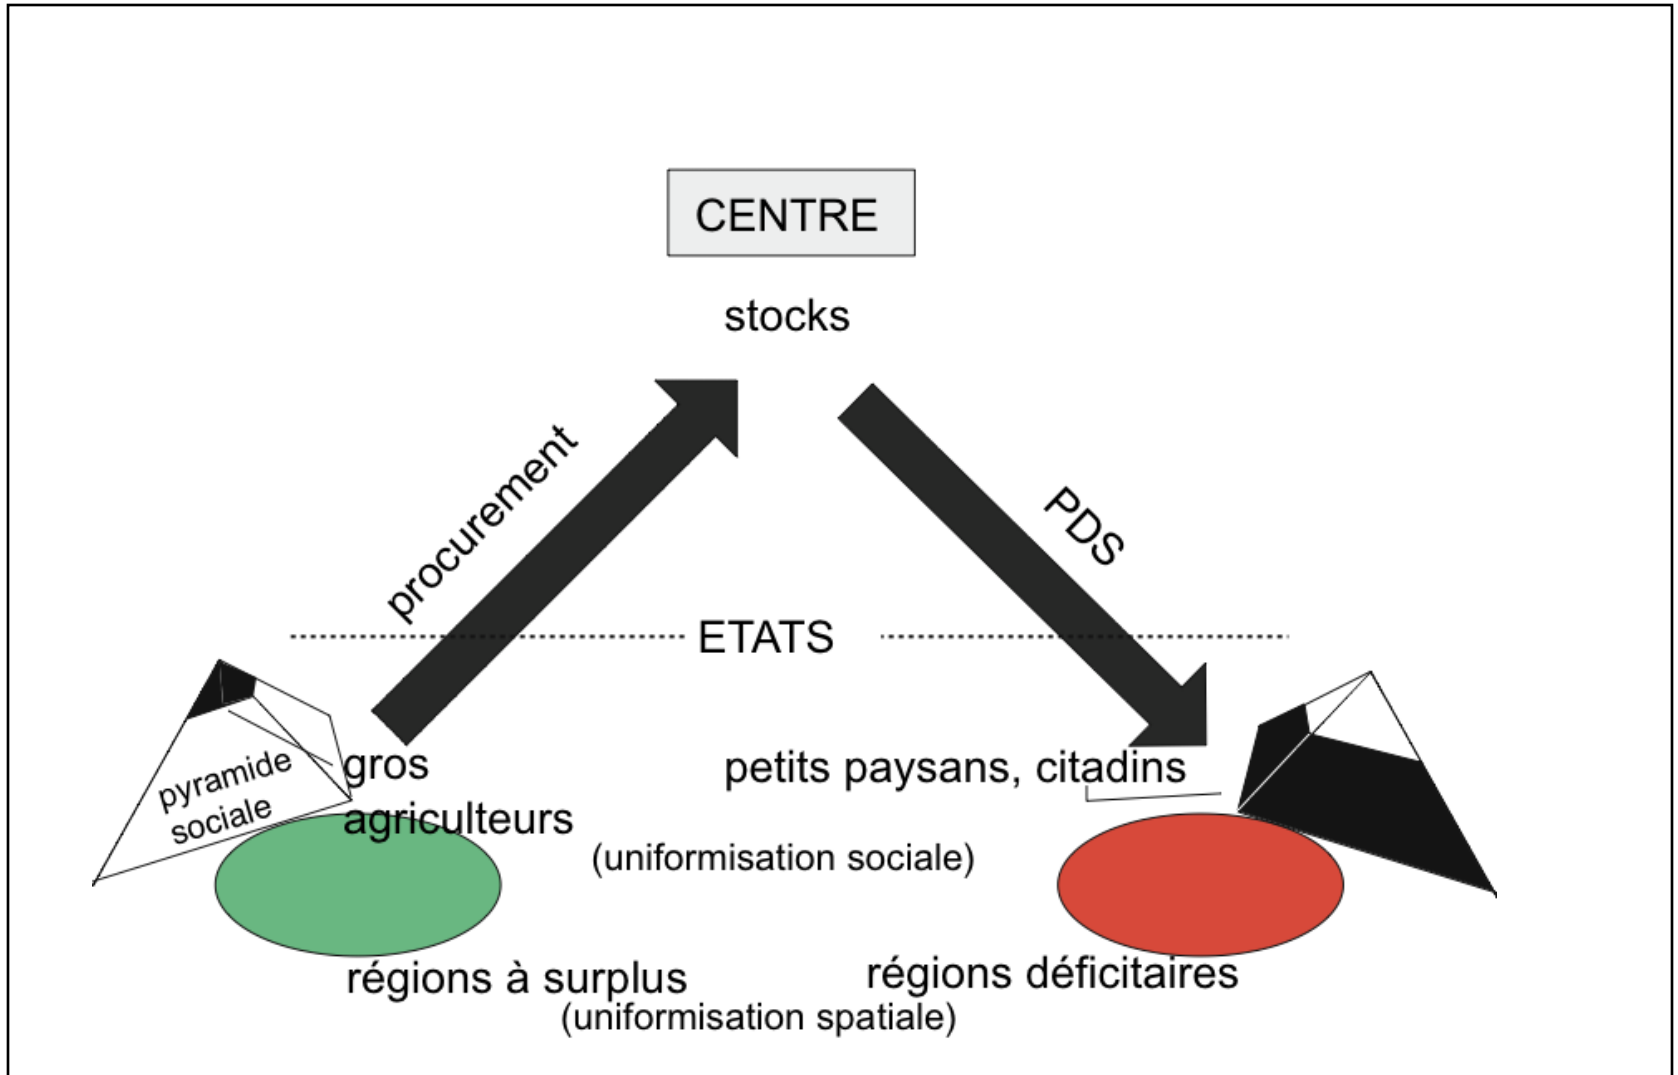 CENTRE
stocks
procurement
PDS
ETATS
pyramide
sociale
gros
agriculteurs
petits paysans, citadins
(uniformisation sociale)
régions à surplus
régions déficitaires
(uniformisation spatiale)